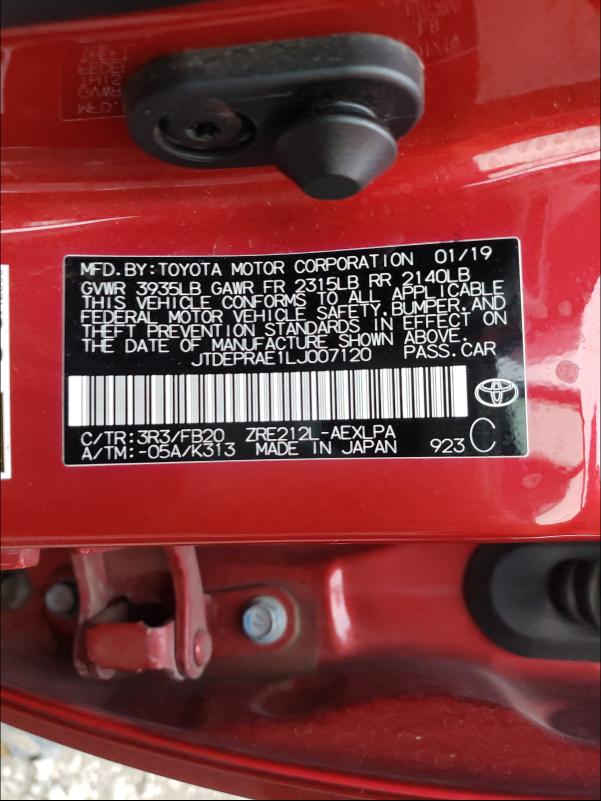 MFD.BY:TOYOTA MOTOR CORPORATION 01/19
GVWR 3935LB GAWR FR 2315LB RR 2140LB
THIS VEHICLE CONFORMS TO ALL APPLICABLE
FEDERAL MOTOR VEHICLE SAFETY,BUMPER,AND
THEFT PREVENTION STANDARDS IN EFFECT ON
THE DATE OF MANUFACTURE SHOWN ABOVE.
JTDEPRAE1LJ007120 PASS.CAR
C/TR:3R3/FB20 ZRE212L-AEXLPA
A/TM:-05A/K313 MADE IN JAPAN 923 C